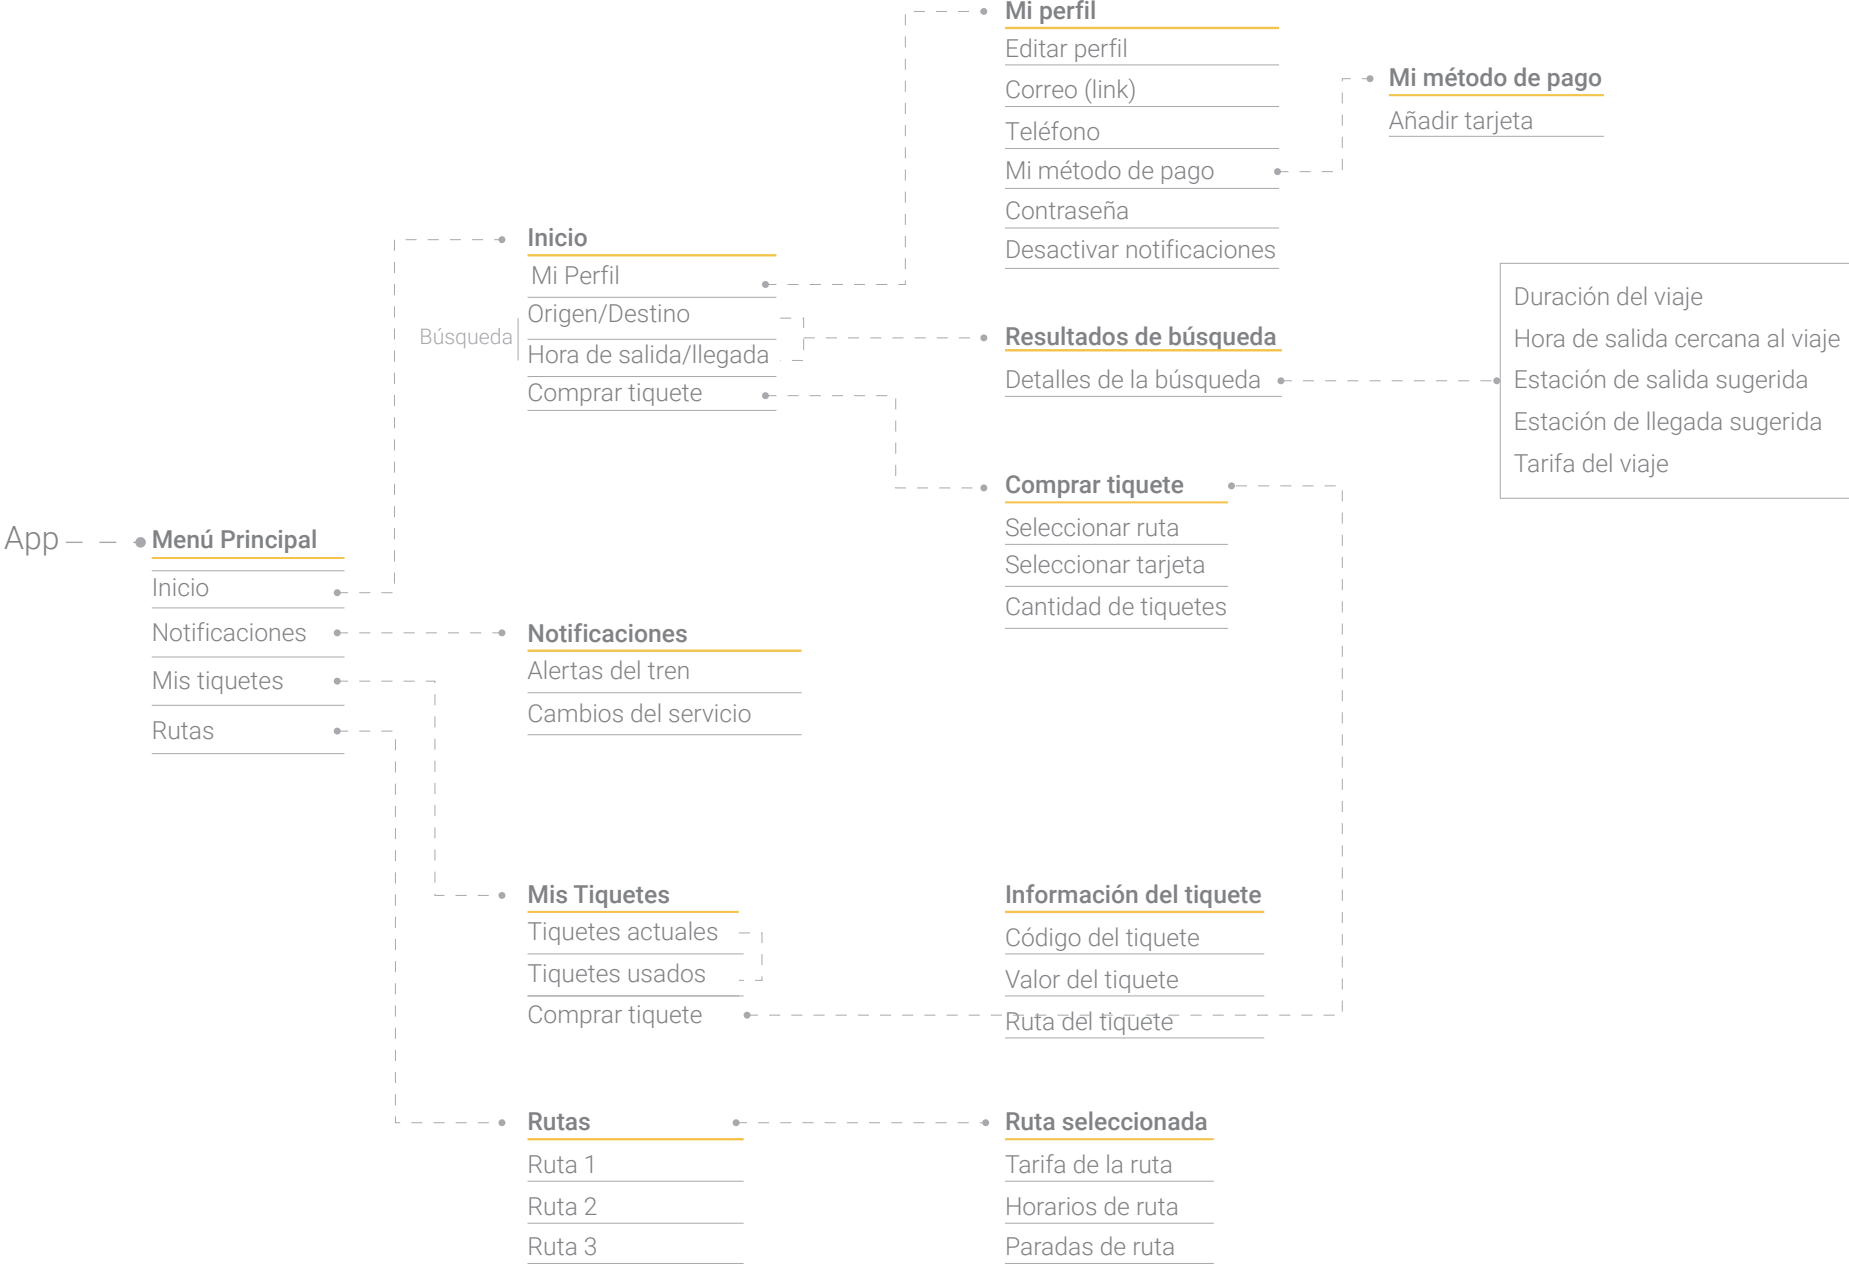 App
Menú Principal
Inicio
Notificaciones
Mis tiquetes
Rutas
Inicio
Mi Perfil
Búsqueda
Origen/Destino
Hora de salida/llegada
Comprar tiquete
Notificaciones
Alertas del tren
Cambios del servicio
Mis Tiquetes
Tiquetes actuales
Tiquetes usados
Comprar tiquete
Rutas
Ruta 1
Ruta 2
Ruta 3
Mi perfil
Editar perfil
Correo (link)
Teléfono
Mi método de pago
Contraseña
Desactivar notificaciones
Resultados de búsqueda
Detalles de la búsqueda
Comprar tiquete
Seleccionar ruta
Seleccionar tarjeta
Cantidad de tiquetes
Información del tiquete
Código del tiquete
Valor del tiquete
Ruta del tiquete
Ruta seleccionada
Tarifa de la ruta
Horarios de ruta
Paradas de ruta
Mi método de pago
Añadir tarjeta
Duración del viaje
Hora de salida cercana al viaje
Estación de salida sugerida
Estación de llegada sugerida
Tarifa del viaje